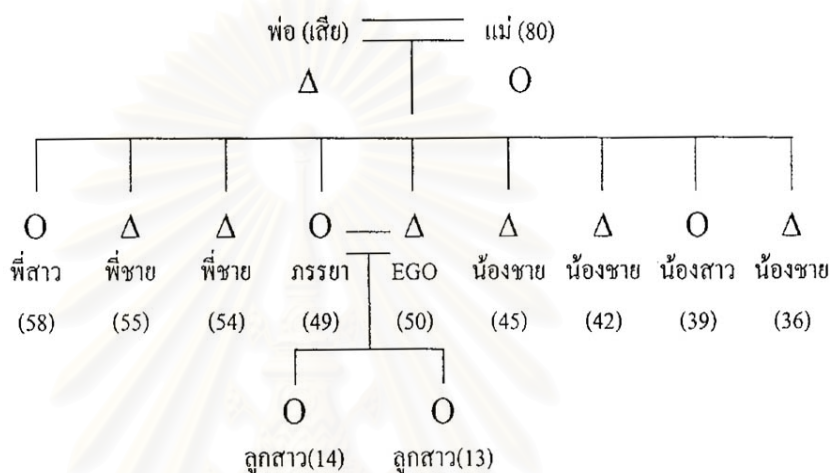 พ่อ (เสีย) แม่ (80)
Δ O
O Δ Δ O Δ Δ Δ O Δ
พี่สาว พี่ชาย พี่ชาย ภรรยา EGO น้องชาย น้องชาย น้องสาว น้องชาย
(58) (55) (54) (49) (50) (45) (42) (39) (36)
O O
ลูกสาว(14) ลูกสาว(13)